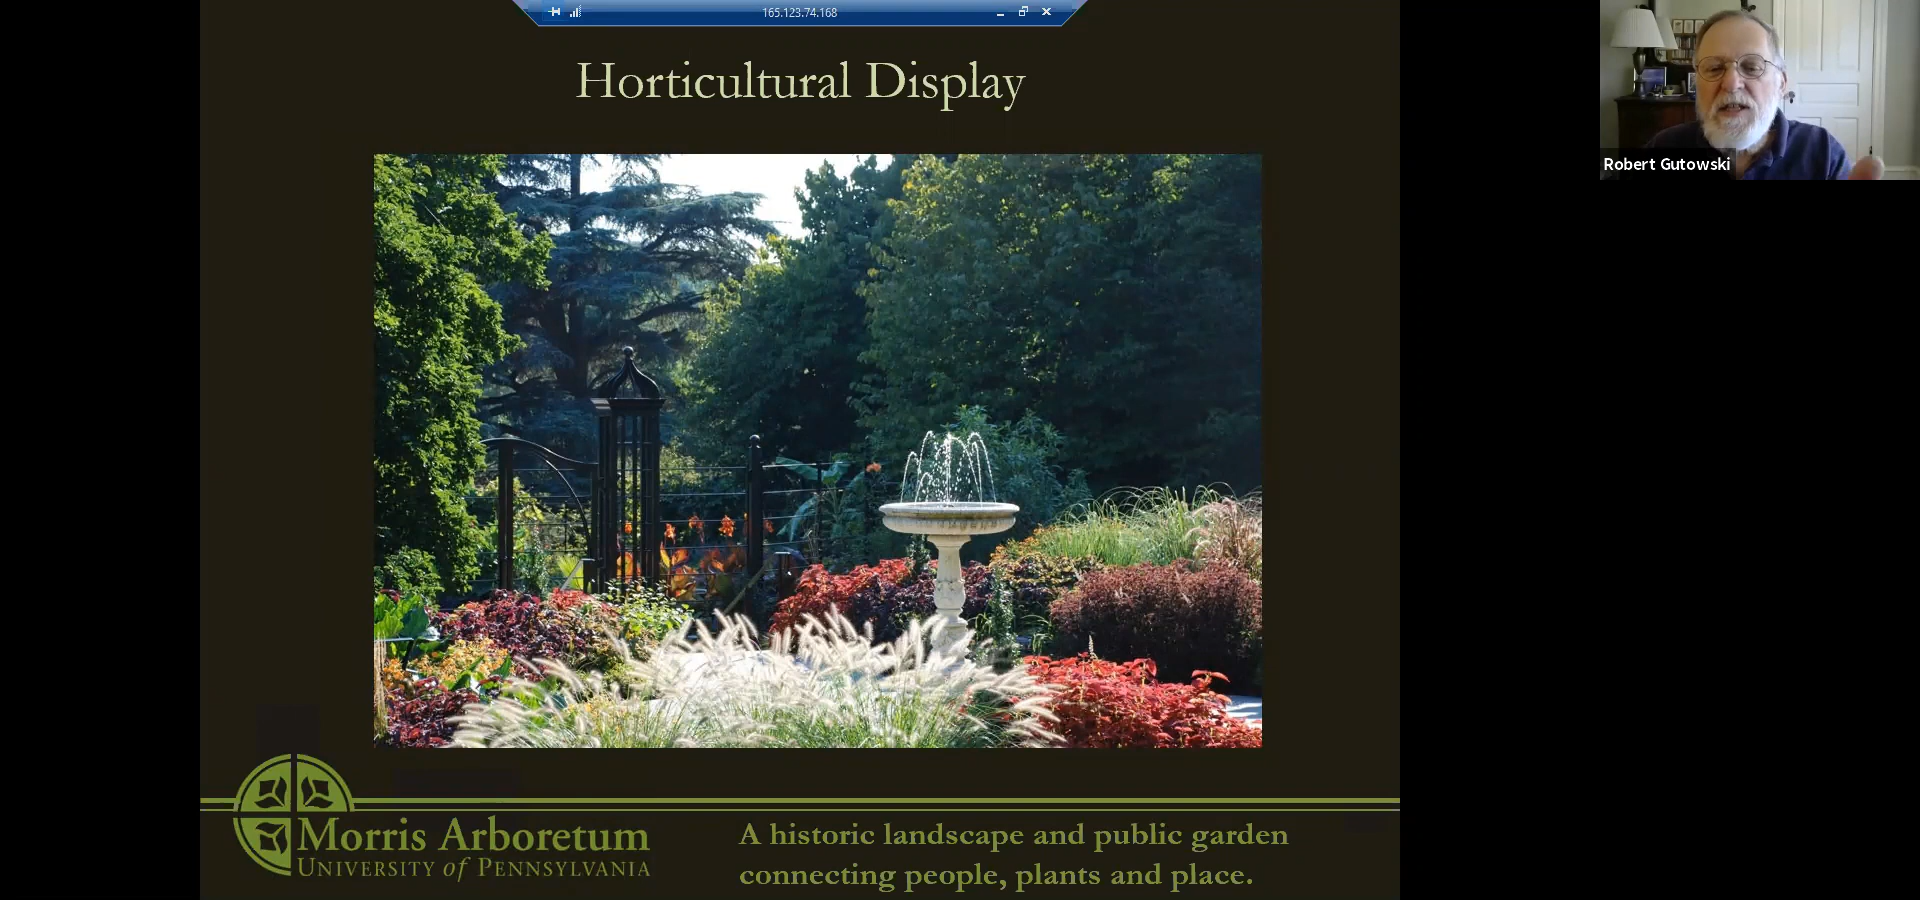 165.123.74.168
Horticultural Display
Robert Gutowski
Morris Arboretum
UNIVERSITY of PENNSYLVANIA
A historic landscape and public garden
connecting people, plants and place.